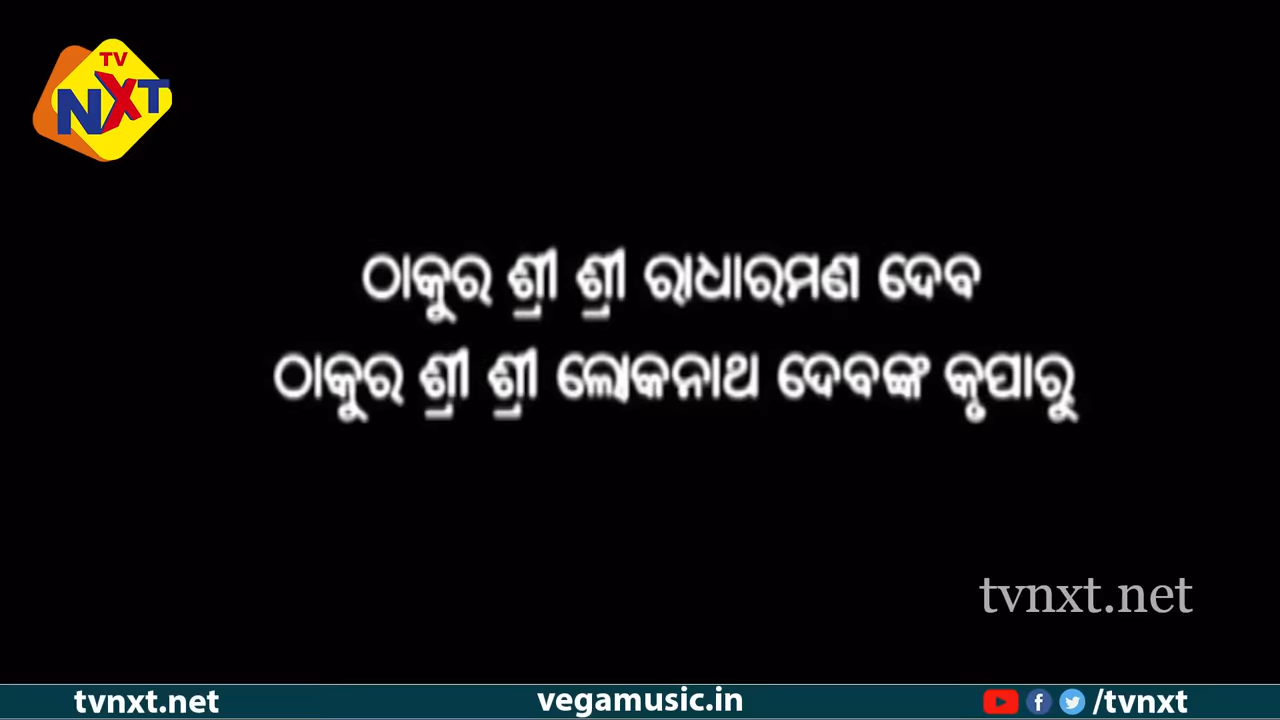 TV
NXT
ଠାକୁର ଶ୍ରୀ ଶ୍ରୀ ରାଧାରମଣ ଦେବ
ଠାକୁର ଶ୍ରୀ ଶ୍ରୀ ଲୋକନାଥ ଦେବଙ୍କ କୃପାରୁ
tvnxt.net
tvnxt.net vegamusic.in /tvnxt